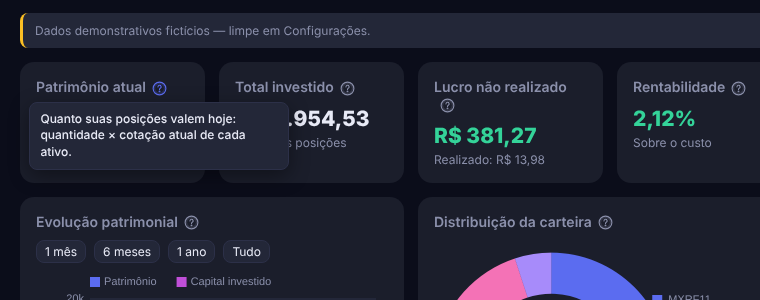 Dados demonstrativos fictícios — limpe em Configurações.
Patrimônio atual ?
Total investido ?
Lucro não realizado
?
Rentabilidade ?
Quanto suas posições valem hoje:
quantidade × cotação atual de cada
ativo.
.954,53
posições
R$ 381,27
Realizado: R$ 13,98
2,12%
Sobre o custo
Evolução patrimonial ?
1 mês 6 meses 1 ano Tudo
Patrimônio Capital investido
20k
Distribuição da carteira ?
MXRF11